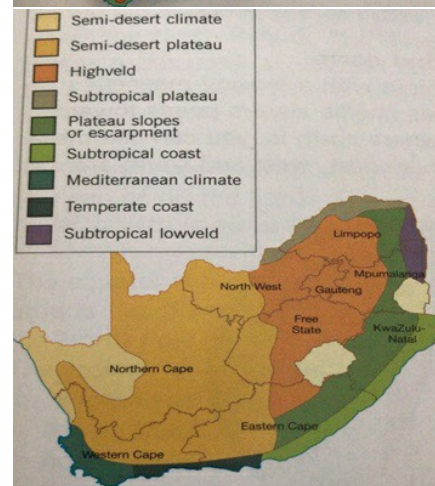 Semi-desert climate
Semi-desert plateau
Highveld
Subtropical plateau
Plateau slopes
or escarpment
Subtropical coast
Mediterranean climate
Temperate coast
Subtropical lowveld
Limpopo
Mpumalanga
North West
Gauteng
Free
State
KwaZulu-
Natal
Northern Cape
Eastern Cape
Western Cape